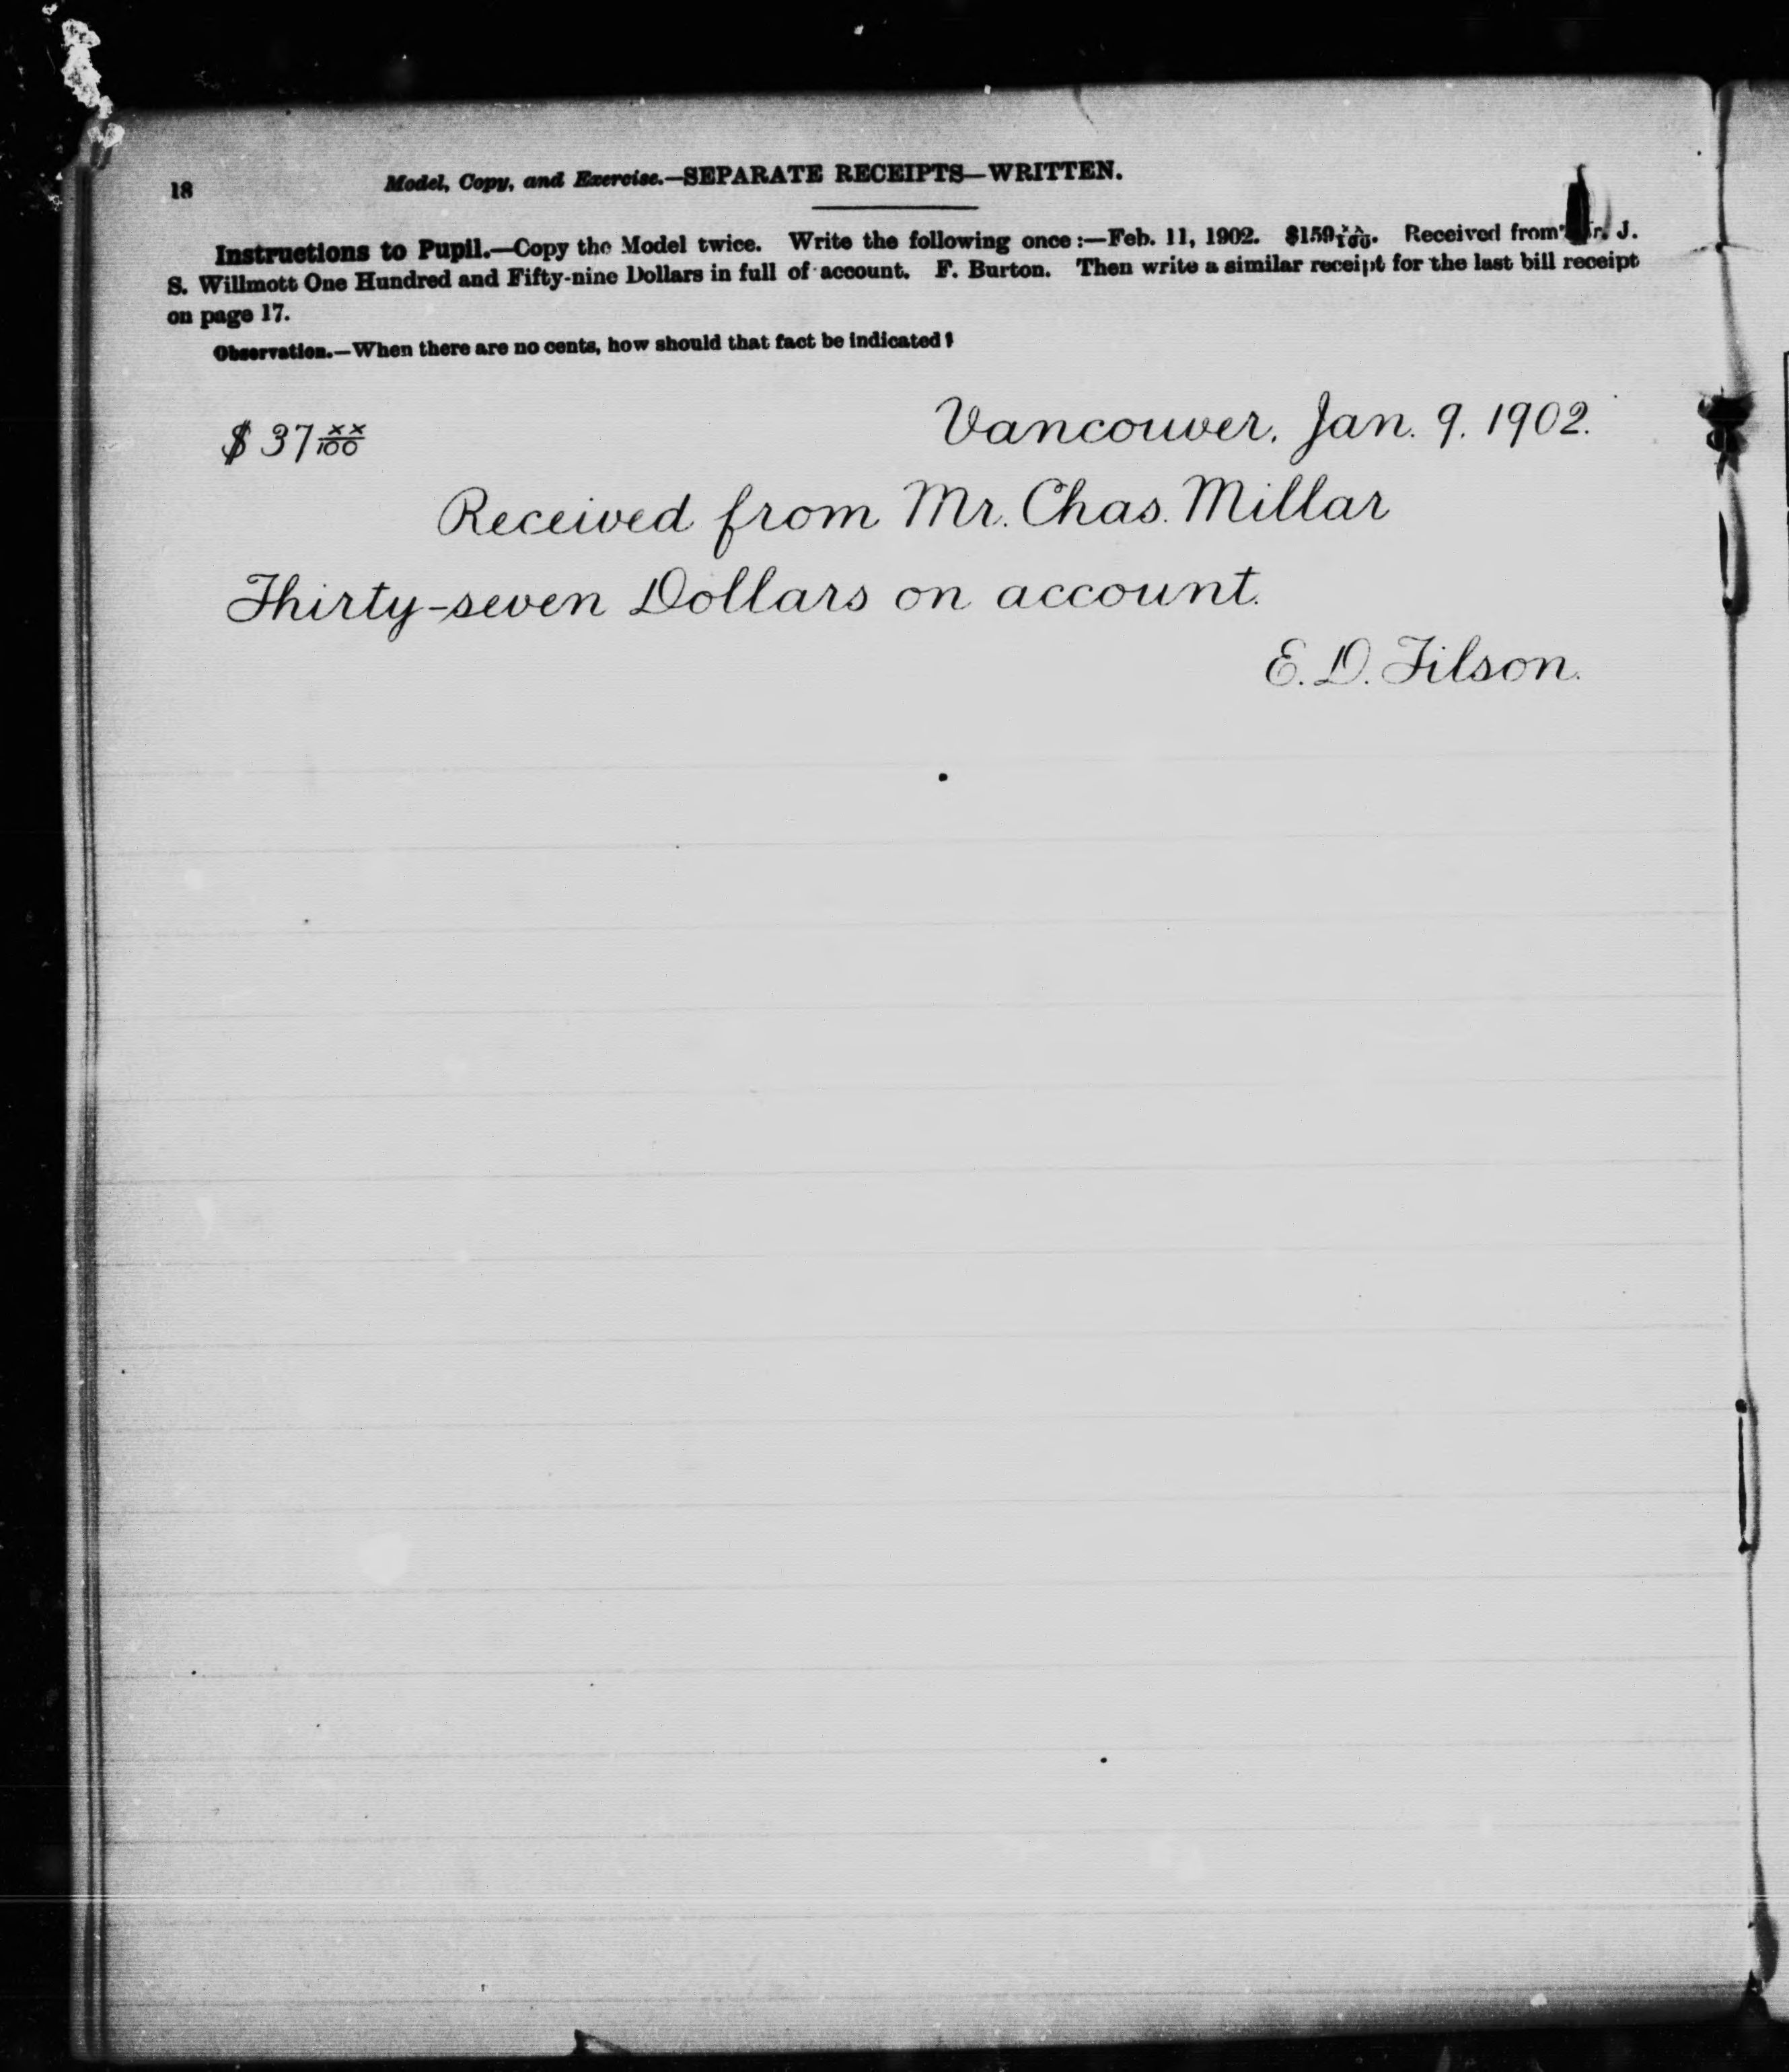 18
Model, Copy, and Exercise.—SEPARATE RECEIPTS—WRITTEN.
Instructions to Pupil.—Copy the Model twice. Write the following once:—Feb. 11, 1902. $159 xx/100. Received from Mr. J.
S. Willmott One Hundred and Fifty-nine Dollars in full of account. F. Burton. Then write a similar receipt for the last bill receipt
on page 17.
Observation.—When there are no cents, how should that fact be indicated?
$ 37 xx/100 Vancouver, Jan. 9, 1902.
Received from Mr. Chas. Millar
Thirty-seven Dollars on account.
E. D. Tilson.